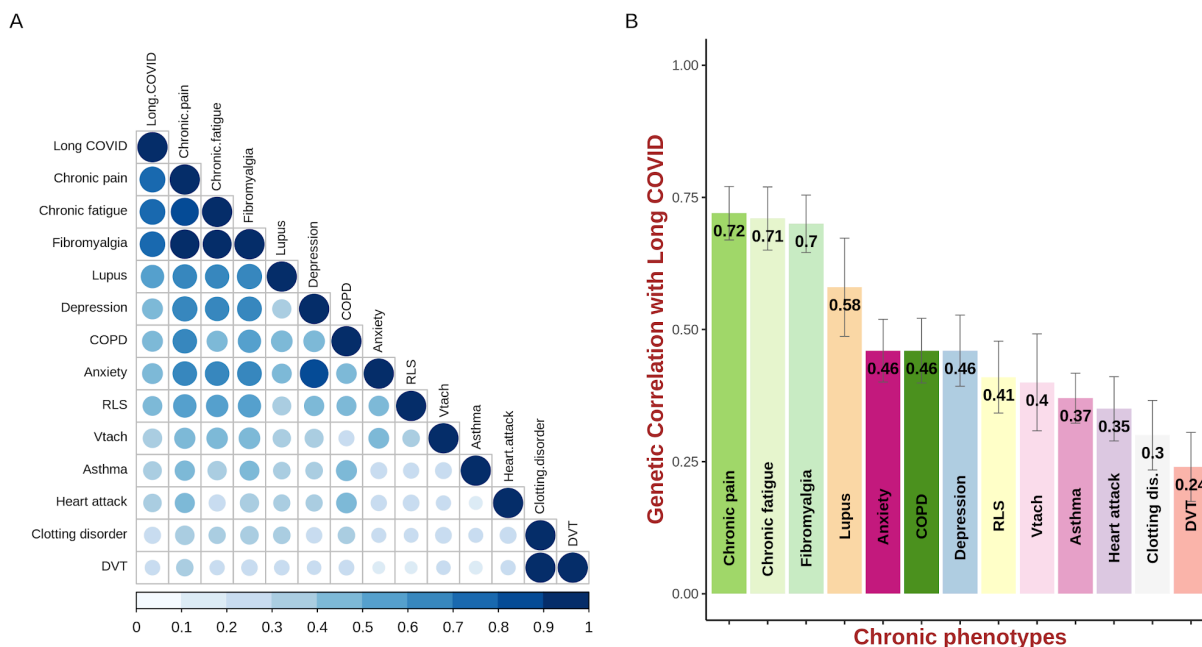 A
Long.COVID
Chronic.pain
Chronic.fatigue
Fibromyalgia
Lupus
Depression
COPD
Anxiety
RLS
Vtach
Asthma
Heart.attack
Clotting.disorder
DVT
Long COVID
Chronic pain
Chronic fatigue
Fibromyalgia
Lupus
Depression
COPD
Anxiety
RLS
Vtach
Asthma
Heart attack
Clotting disorder
DVT
0 0.1 0.2 0.3 0.4 0.5 0.6 0.7 0.8 0.9 1
B
Genetic Correlation with Long COVID
1.00
0.75
0.50
0.25
0.00
0.72
0.71
0.7
0.58
0.46
0.46
0.46
0.41
0.4
0.37
0.35
0.3
0.24
Chronic pain
Chronic fatigue
Fibromyalgia
Lupus
Anxiety
COPD
Depression
RLS
Vtach
Asthma
Heart attack
Clotting dis.
DVT
Chronic phenotypes